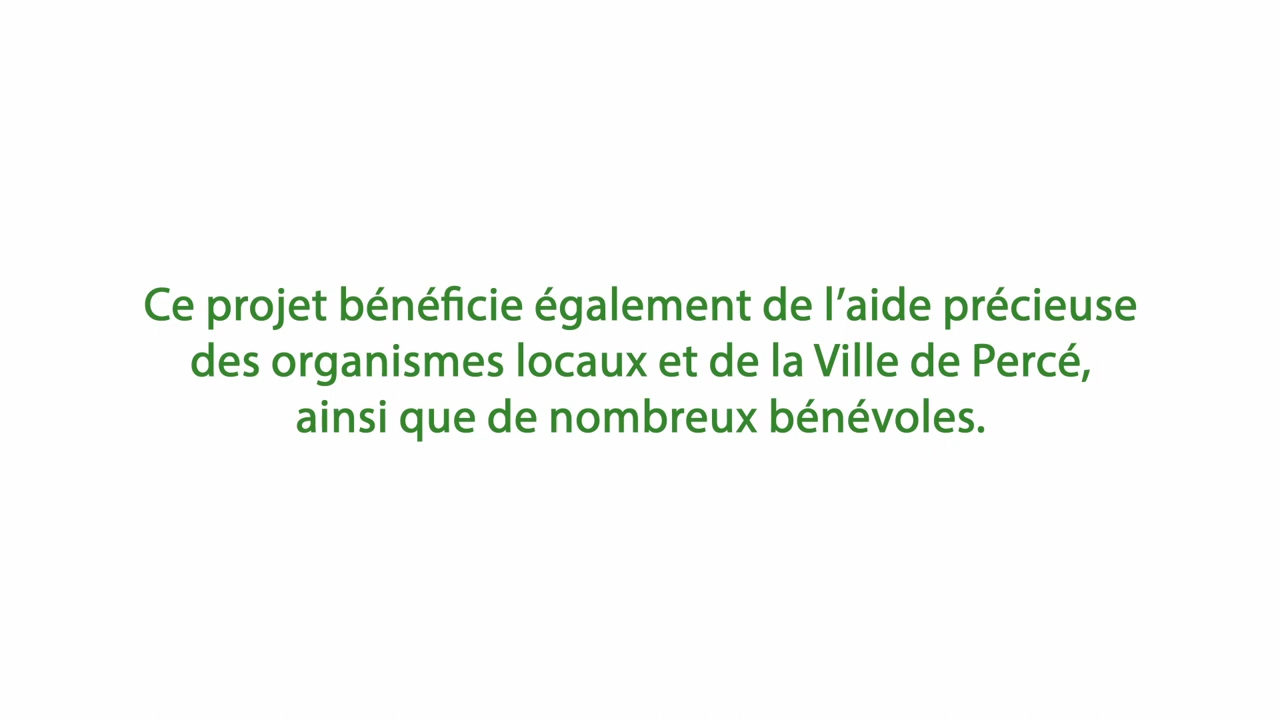 Ce projet bénéficie également de l’aide précieuse
des organismes locaux et de la Ville de Percé,
ainsi que de nombreux bénévoles.